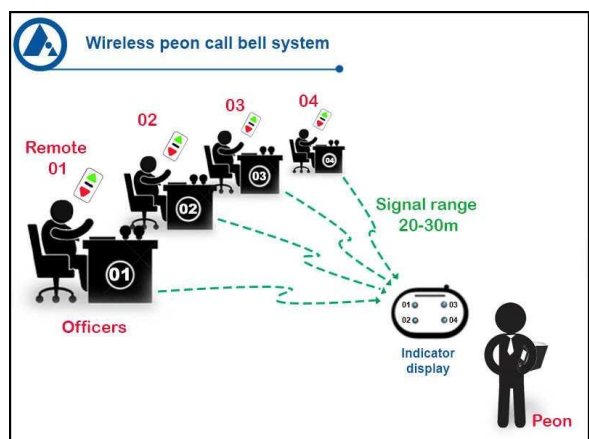 Wireless peon call bell system
Remote
01
02
03
04
01
02
03
04
Signal range
20-30m
Officers
01
03
02
04
Indicator
display
Peon